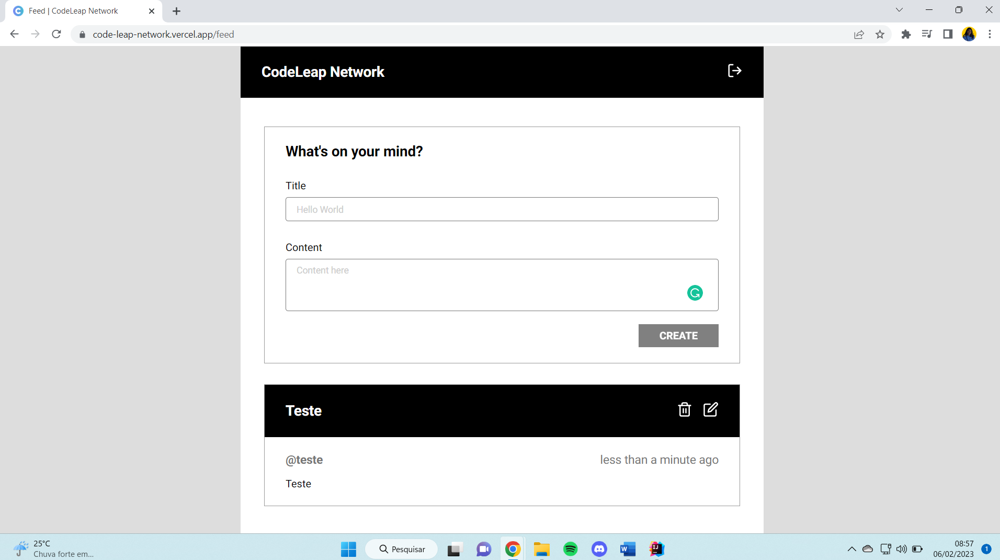 Feed | CodeLeap Network
code-leap-network.vercel.app/feed
CodeLeap Network
What's on your mind?
Title
Hello World
Content
Content here
CREATE
Teste
@teste
less than a minute ago
Teste
25°C
Chuva forte em...
Pesquisar
W
IJ
08:57
06/02/2023
1